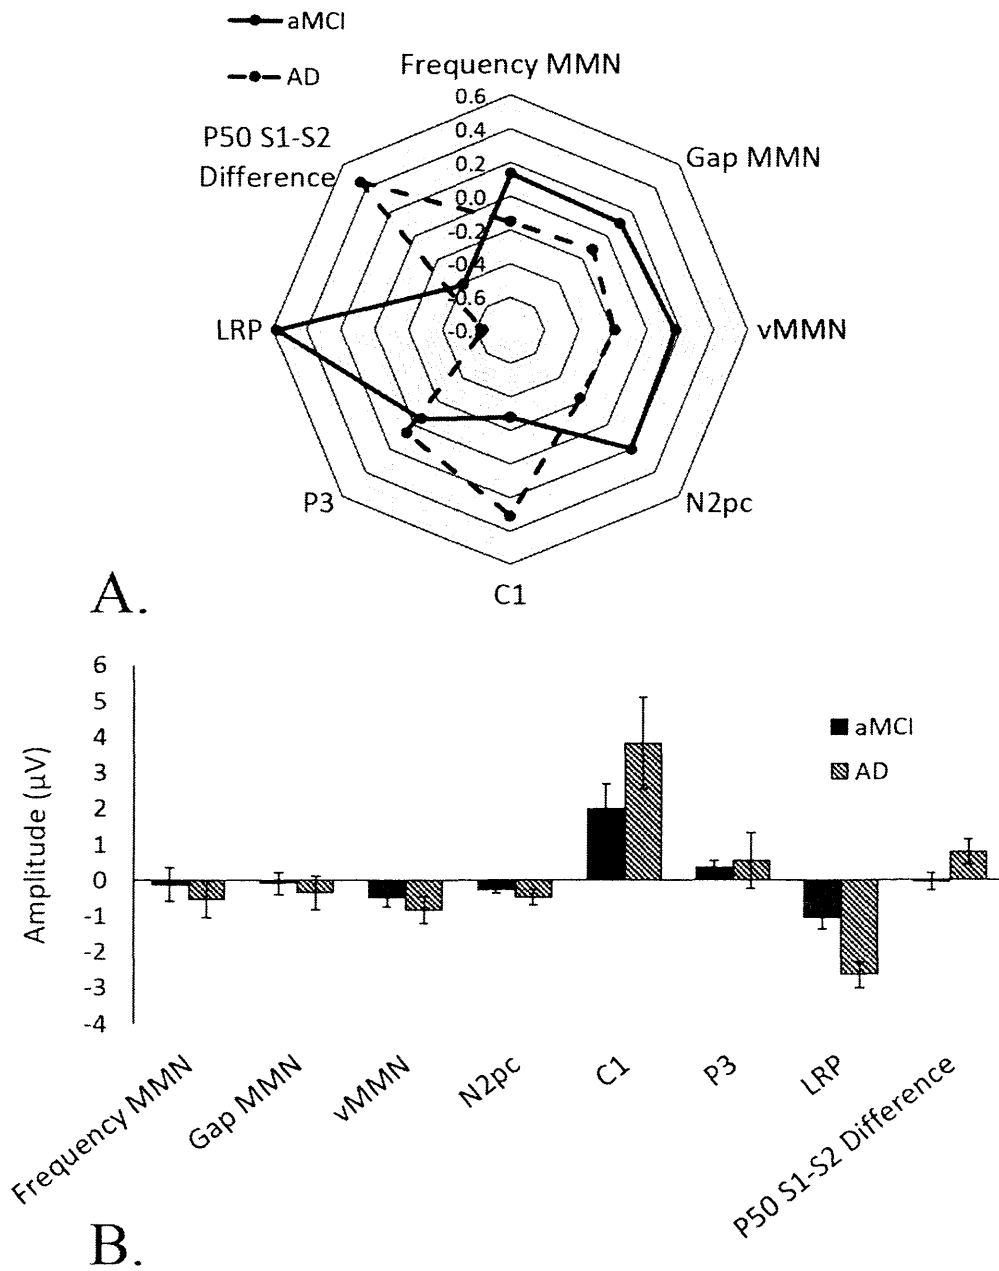 aMCI
AD
Frequency MMN
Gap MMN
vMMN
N2pc
C1
P3
LRP
P50 S1-S2
Difference
0.6
0.4
0.2
0.0
-0.2
-0.4
-0.6
A.
6
5
4
3
2
1
0
-1
-2
-3
-4
Amplitude (µV)
aMCI
AD
Frequency MMN
Gap MMN
vMMN
N2pc
C1
P3
LRP
P50 S1-S2 Difference
B.